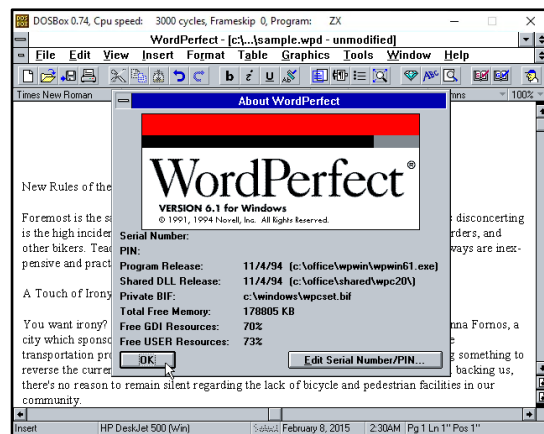 DOSBox 0.74, Cpu speed: 3000 cycles, Frameskip 0, Program: ZX
WordPerfect - [c:\...\sample.wpd - unmodified]
File Edit View Insert Format Table Graphics Tools Window Help
b i U ABC
Times New Roman mns 100%
About WordPerfect
WordPerfect®
VERSION 6.1 for Windows
© 1991, 1994 Novell, Inc. All Rights Reserved.
Serial Number:
PIN:
Program Release: 11/4/94 (c:\office\wpwin\wpwin61.exe)
Shared DLL Release: 11/4/94 (c:\office\shared\wpc20\)
Private BIF: c:\windows\wpcset.bif
Total Free Memory: 178805 KB
Free GDI Resources: 70%
Free USER Resources: 73%
OK Edit Serial Number/PIN...
New Rules of the
Foremost is the sa s disconcerting
is the high inciden rders, and
other bikers. Teac ways are inex-
pensive and pract
A Touch of Irony
You want irony? nna Fornos, a
city which sponso e
transportation pro g something to
reverse the curren backing us,
there's no reason to remain silent regarding the lack of bicycle and pedestrian facilities in our
community.
Insert HP DeskJet 500 (Win) Select February 8, 2015 2:30AM Pg 1 Ln 1" Pos 1"